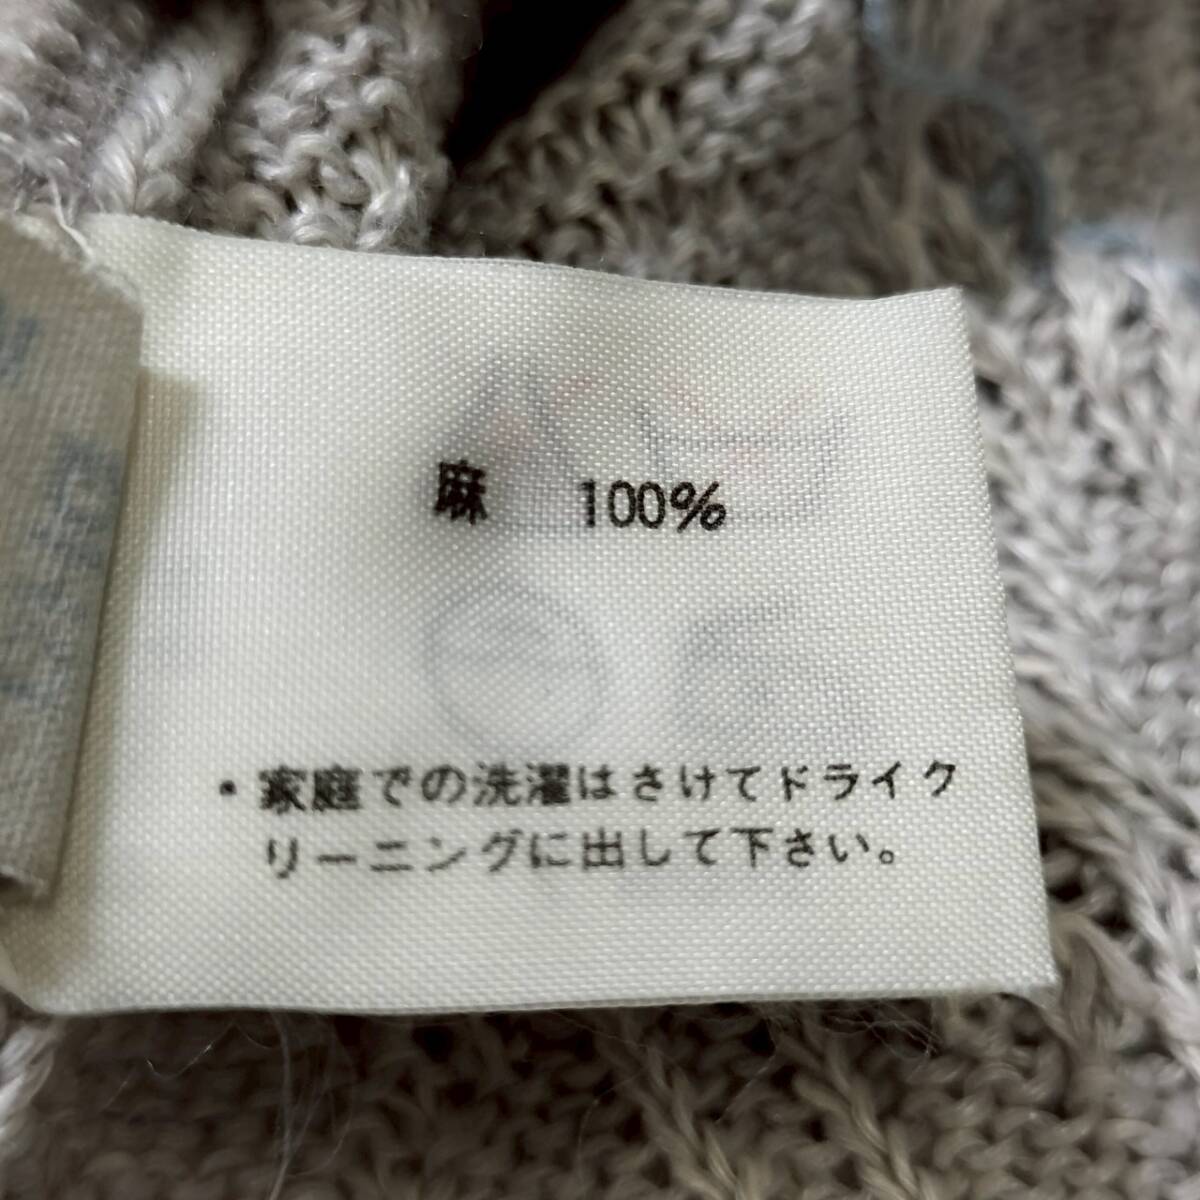 麻 100%
・家庭での洗濯はさけてドライク
リーニングに出して下さい。